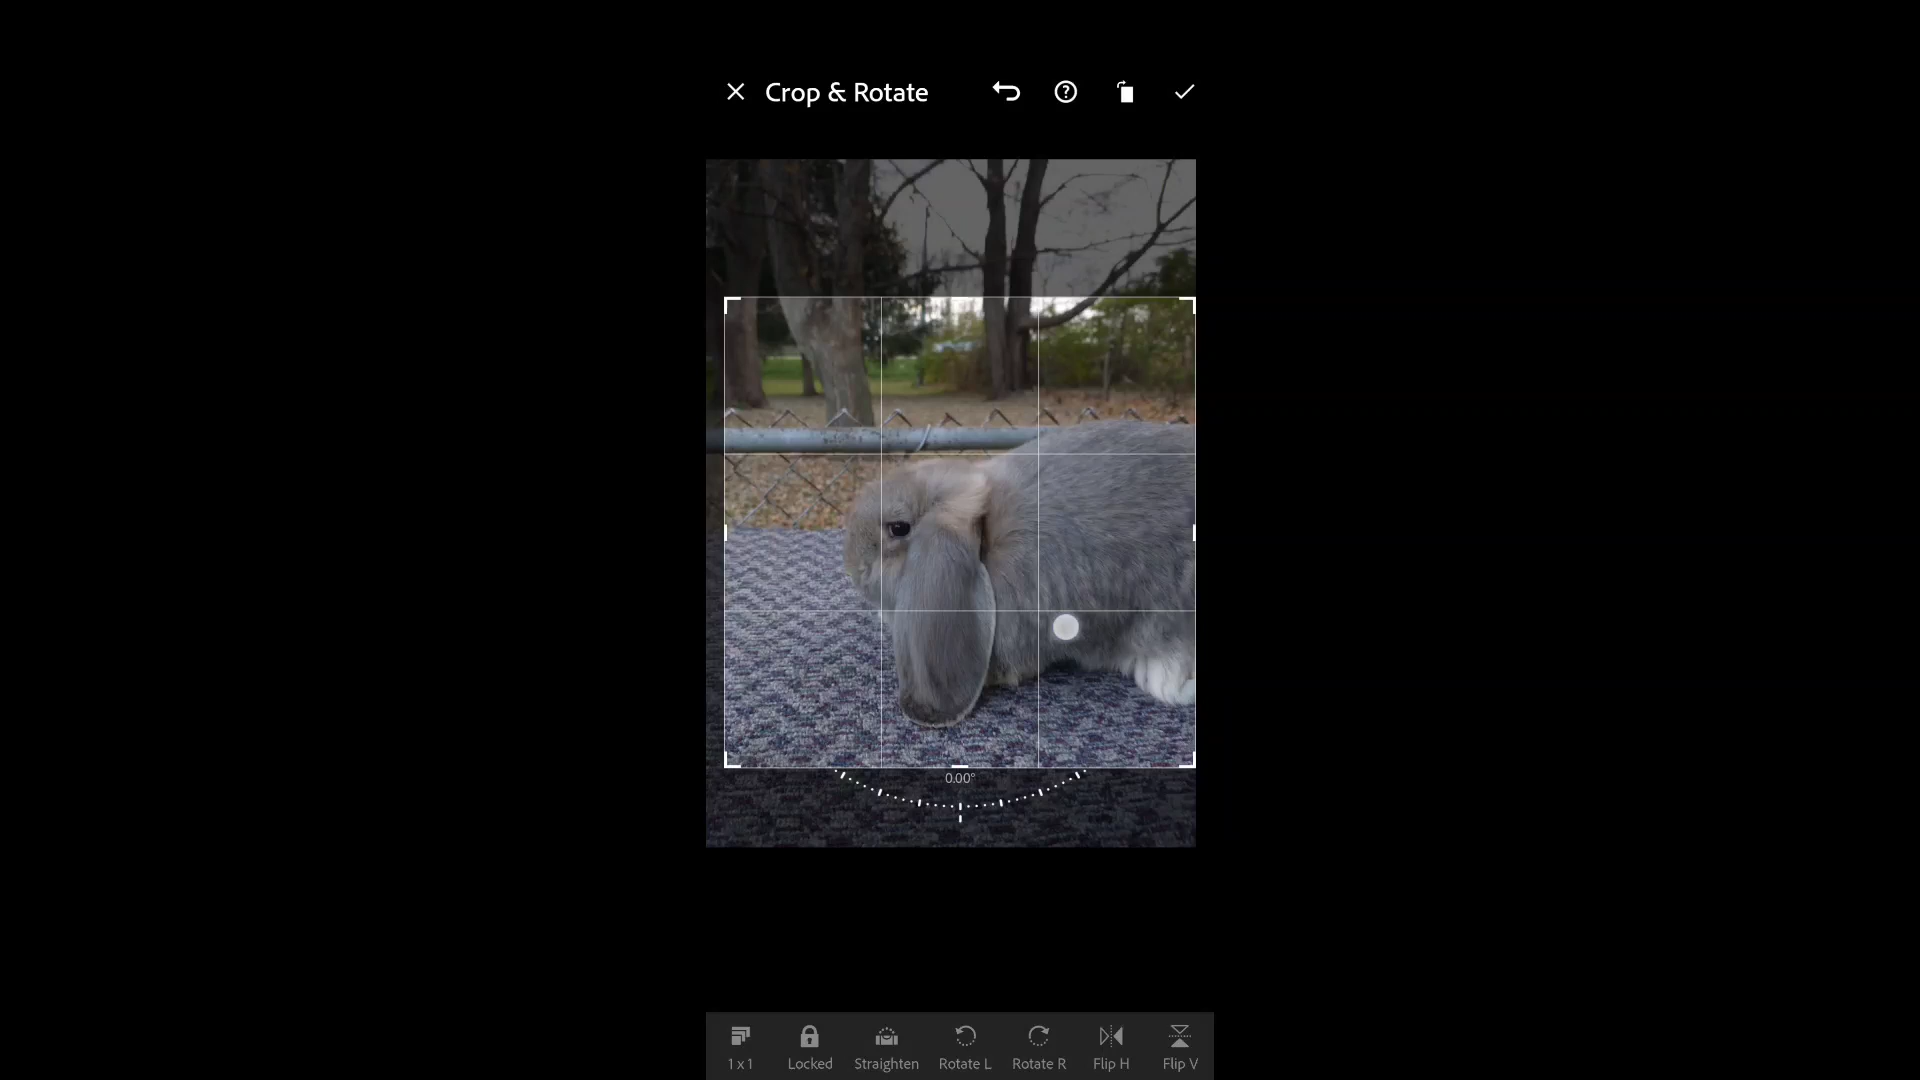 Crop & Rotate
0.00°
1 x 1 Locked Straighten Rotate L Rotate R Flip H Flip V